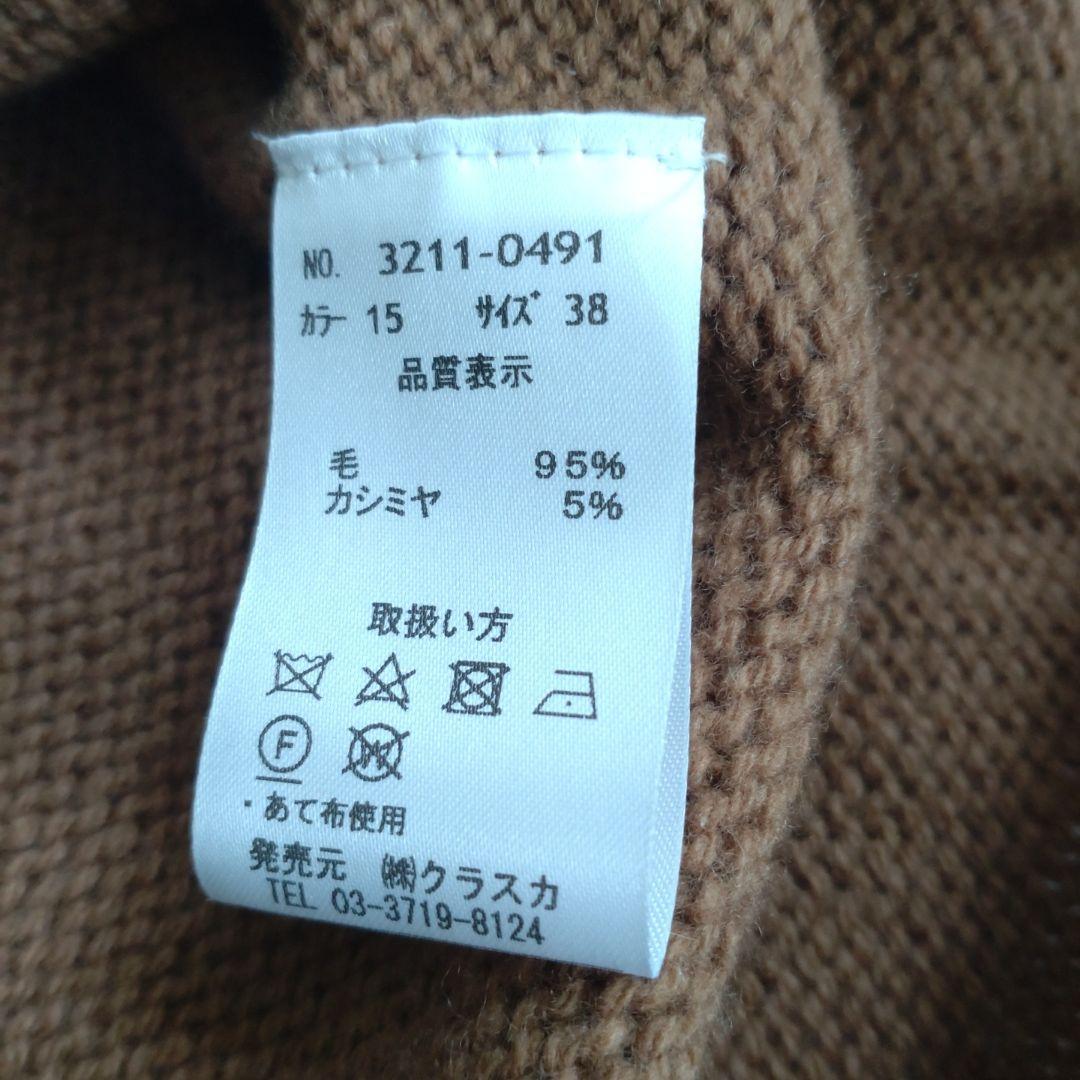 NO. 3211-0491
ｶﾗｰ 15 ｻｲｽﾞ 38
品質表示
毛 95%
カシミヤ 5%
取扱い方
F
W
・あて布使用
発売元 ㈱クラスカ
TEL 03-3719-8124